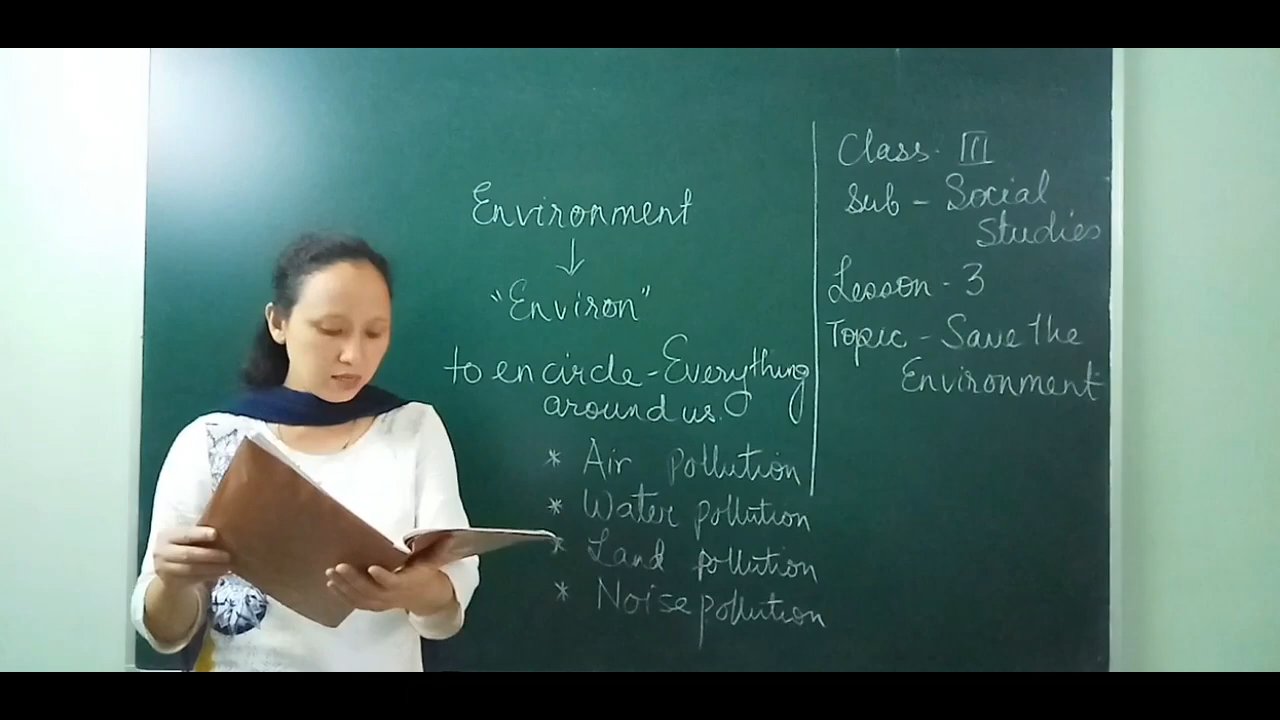 Environment
↓
"Environ"
to encircle - Everything
around us.
* Air pollution
* Water pollution
* Land pollution
* Noise pollution
Class. III
Sub - Social
Studies
Lesson - 3
Topic - Save the
Environment